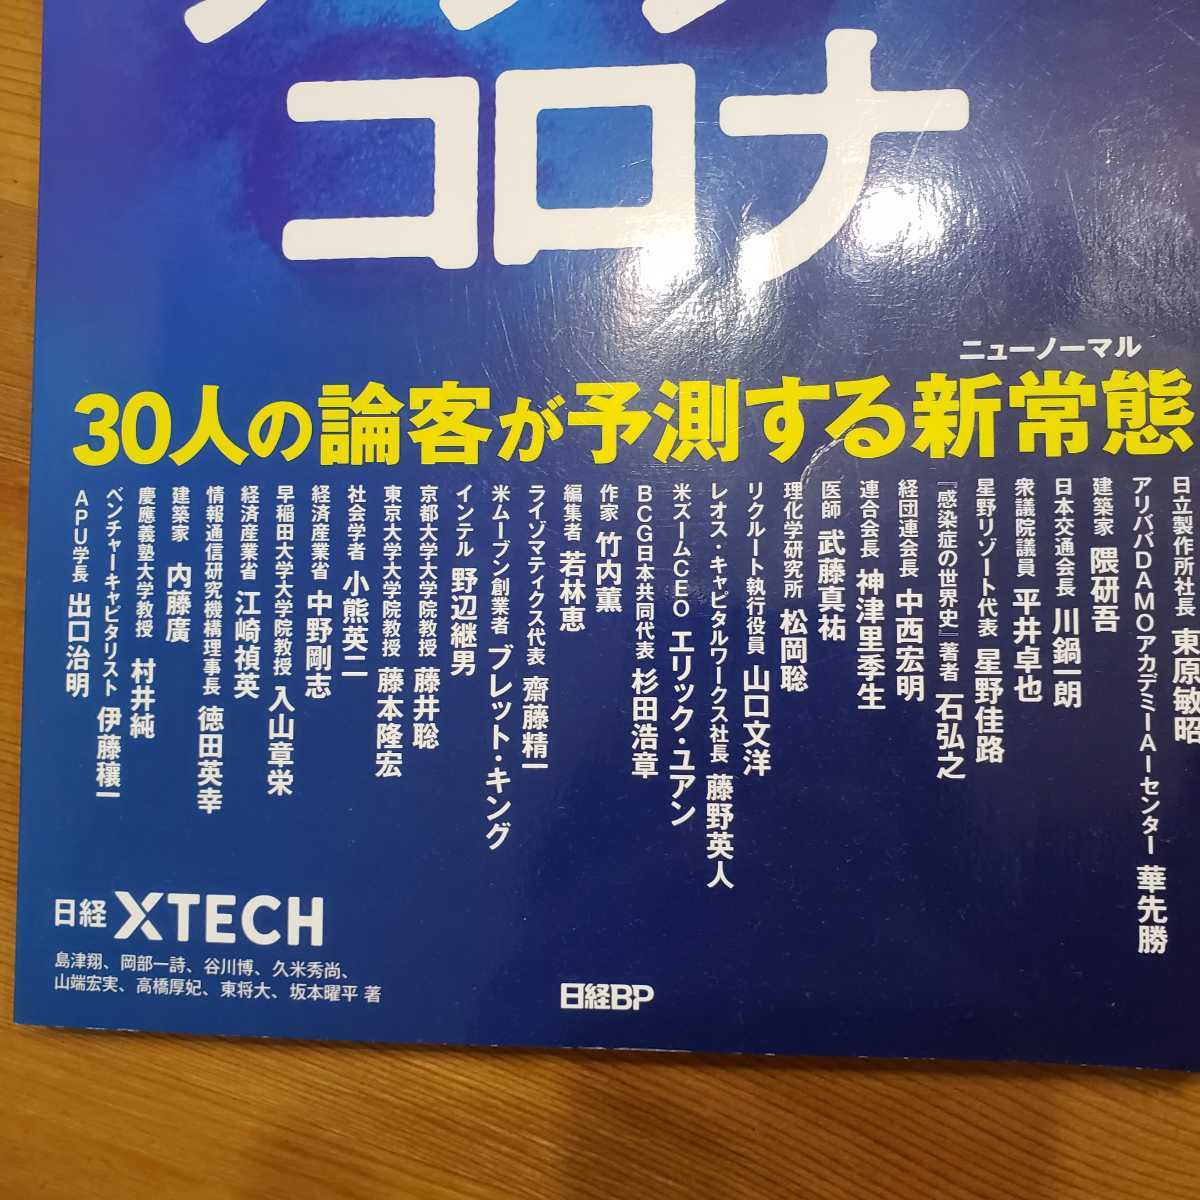 コロナ
ニューノーマル
30人の論客が予測する新常態
日立製作所社長 東原敏昭
アリババDAMOアカデミーAIセンター 華先勝
建築家 隈研吾
日本交通会長 川鍋一朗
衆議院議員 平井卓也
星野リゾート代表 星野佳路
『感染症の世界史』著者 石弘之
経団連会長 中西宏明
連合会長 神津里季生
医師 武藤真祐
理化学研究所 松岡聡
リクルート執行役員 山口文洋
レオス・キャピタルワークス社長 藤野英人
米ズームCEO エリック・ユアン
BCG日本共同代表 杉田浩章
作家 竹内薫
編集者 若林恵
ライゾマティクス代表 齋藤精一
米ムーブン創業者 ブレット・キング
インテル 野辺継男
京都大学大学院教授 藤井聡
東京大学大学院教授 藤本隆宏
社会学者 小熊英二
経済産業省 中野剛志
早稲田大学大学院教授 入山章栄
経済産業省 江崎禎英
情報通信研究機構理事長 徳田英幸
建築家 内藤廣
慶應義塾大学教授 村井純
ベンチャーキャピタリスト 伊藤穰一
APU学長 出口治明
日経 XTECH
島津翔、岡部一詩、谷川博、久米秀尚、
山端宏実、高橋厚妃、東将大、坂本曜平 著
日経BP